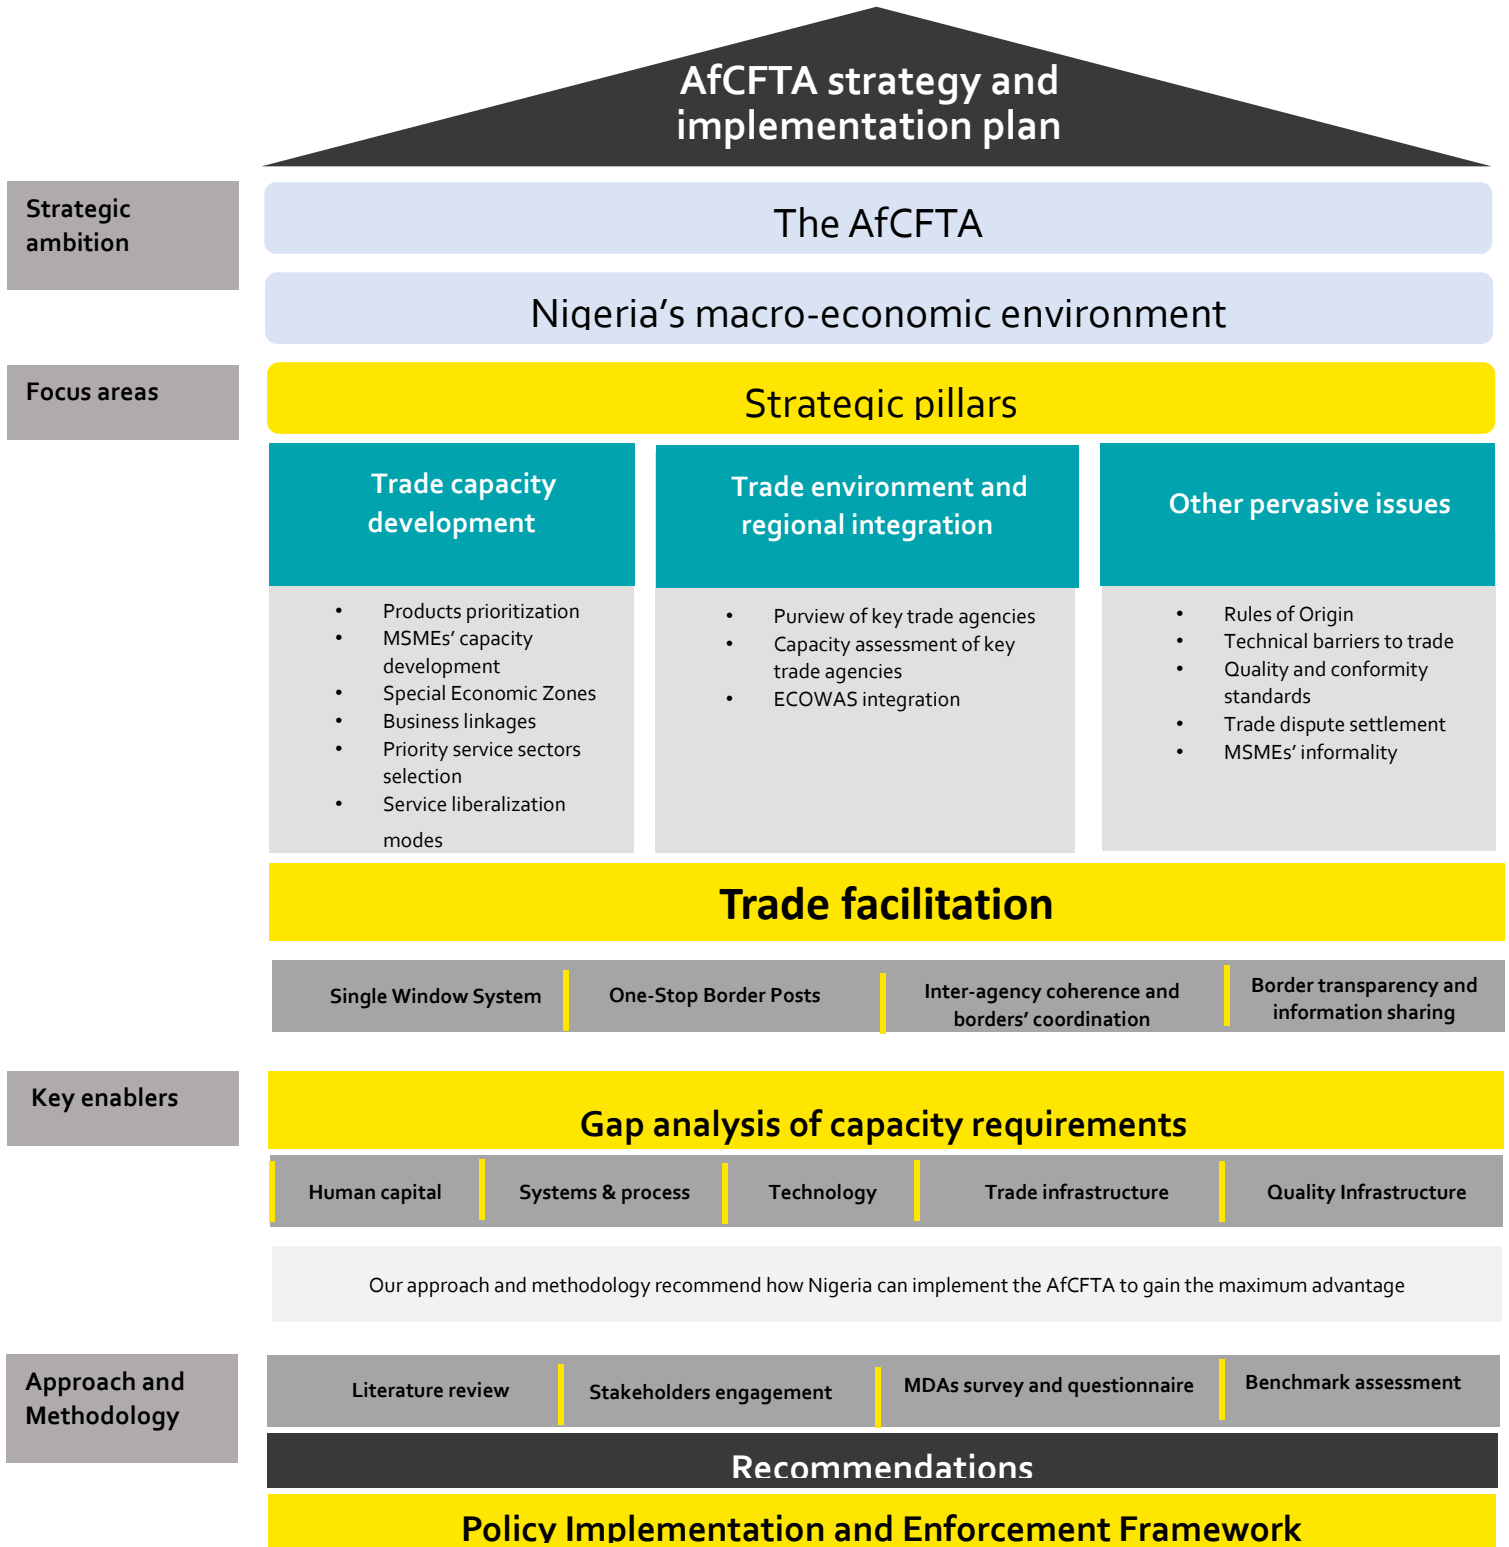 AfCFTA strategy and
implementation plan
Strategic
ambition
The AfCFTA
Nigeria's macro-economic environment
Focus areas
Strategic pillars
Trade capacity
development
• Products prioritization
• MSMEs' capacity
development
• Special Economic Zones
• Business linkages
• Priority service sectors
selection
• Service liberalization
modes
Trade environment and
regional integration
• Purview of key trade agencies
• Capacity assessment of key
trade agencies
• ECOWAS integration
Other pervasive issues
• Rules of Origin
• Technical barriers to trade
• Quality and conformity
standards
• Trade dispute settlement
• MSMEs' informality
Trade facilitation
Single Window System
One-Stop Border Posts
Inter-agency coherence and
borders' coordination
Border transparency and
information sharing
Key enablers
Gap analysis of capacity requirements
Human capital
Systems & process
Technology
Trade infrastructure
Quality Infrastructure
Our approach and methodology recommend how Nigeria can implement the AfCFTA to gain the maximum advantage
Approach and
Methodology
Literature review
Stakeholders engagement
MDAs survey and questionnaire
Benchmark assessment
Recommendations
Policy Implementation and Enforcement Framework